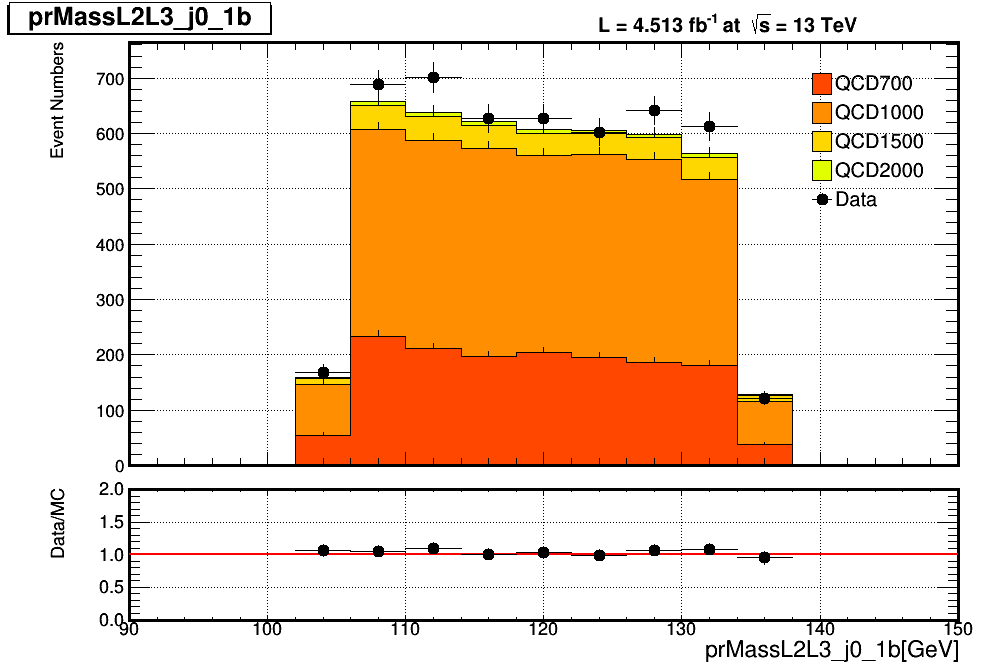 prMassL2L3_j0_1b
L = 4.513 fb-1 at √s = 13 TeV
Event Numbers
700
600
500
400
300
200
100
0
QCD700
QCD1000
QCD1500
QCD2000
Data
Data/MC
2.0
1.5
1.0
0.5
0.0
90 100 110 120 130 140 150
prMassL2L3_j0_1b[GeV]